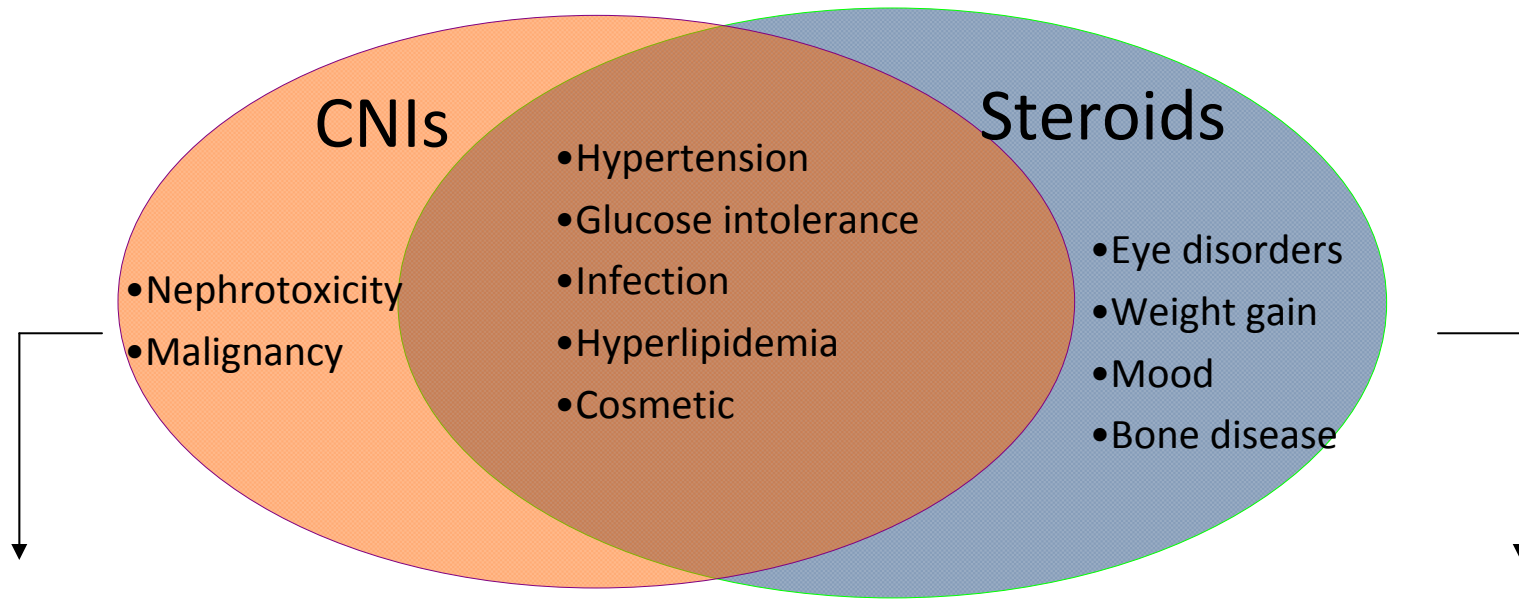 CNIs
•Nephrotoxicity
•Malignancy
•Hypertension
•Glucose intolerance
•Infection
•Hyperlipidemia
•Cosmetic
Steroids
•Eye disorders
•Weight gain
•Mood
•Bone disease